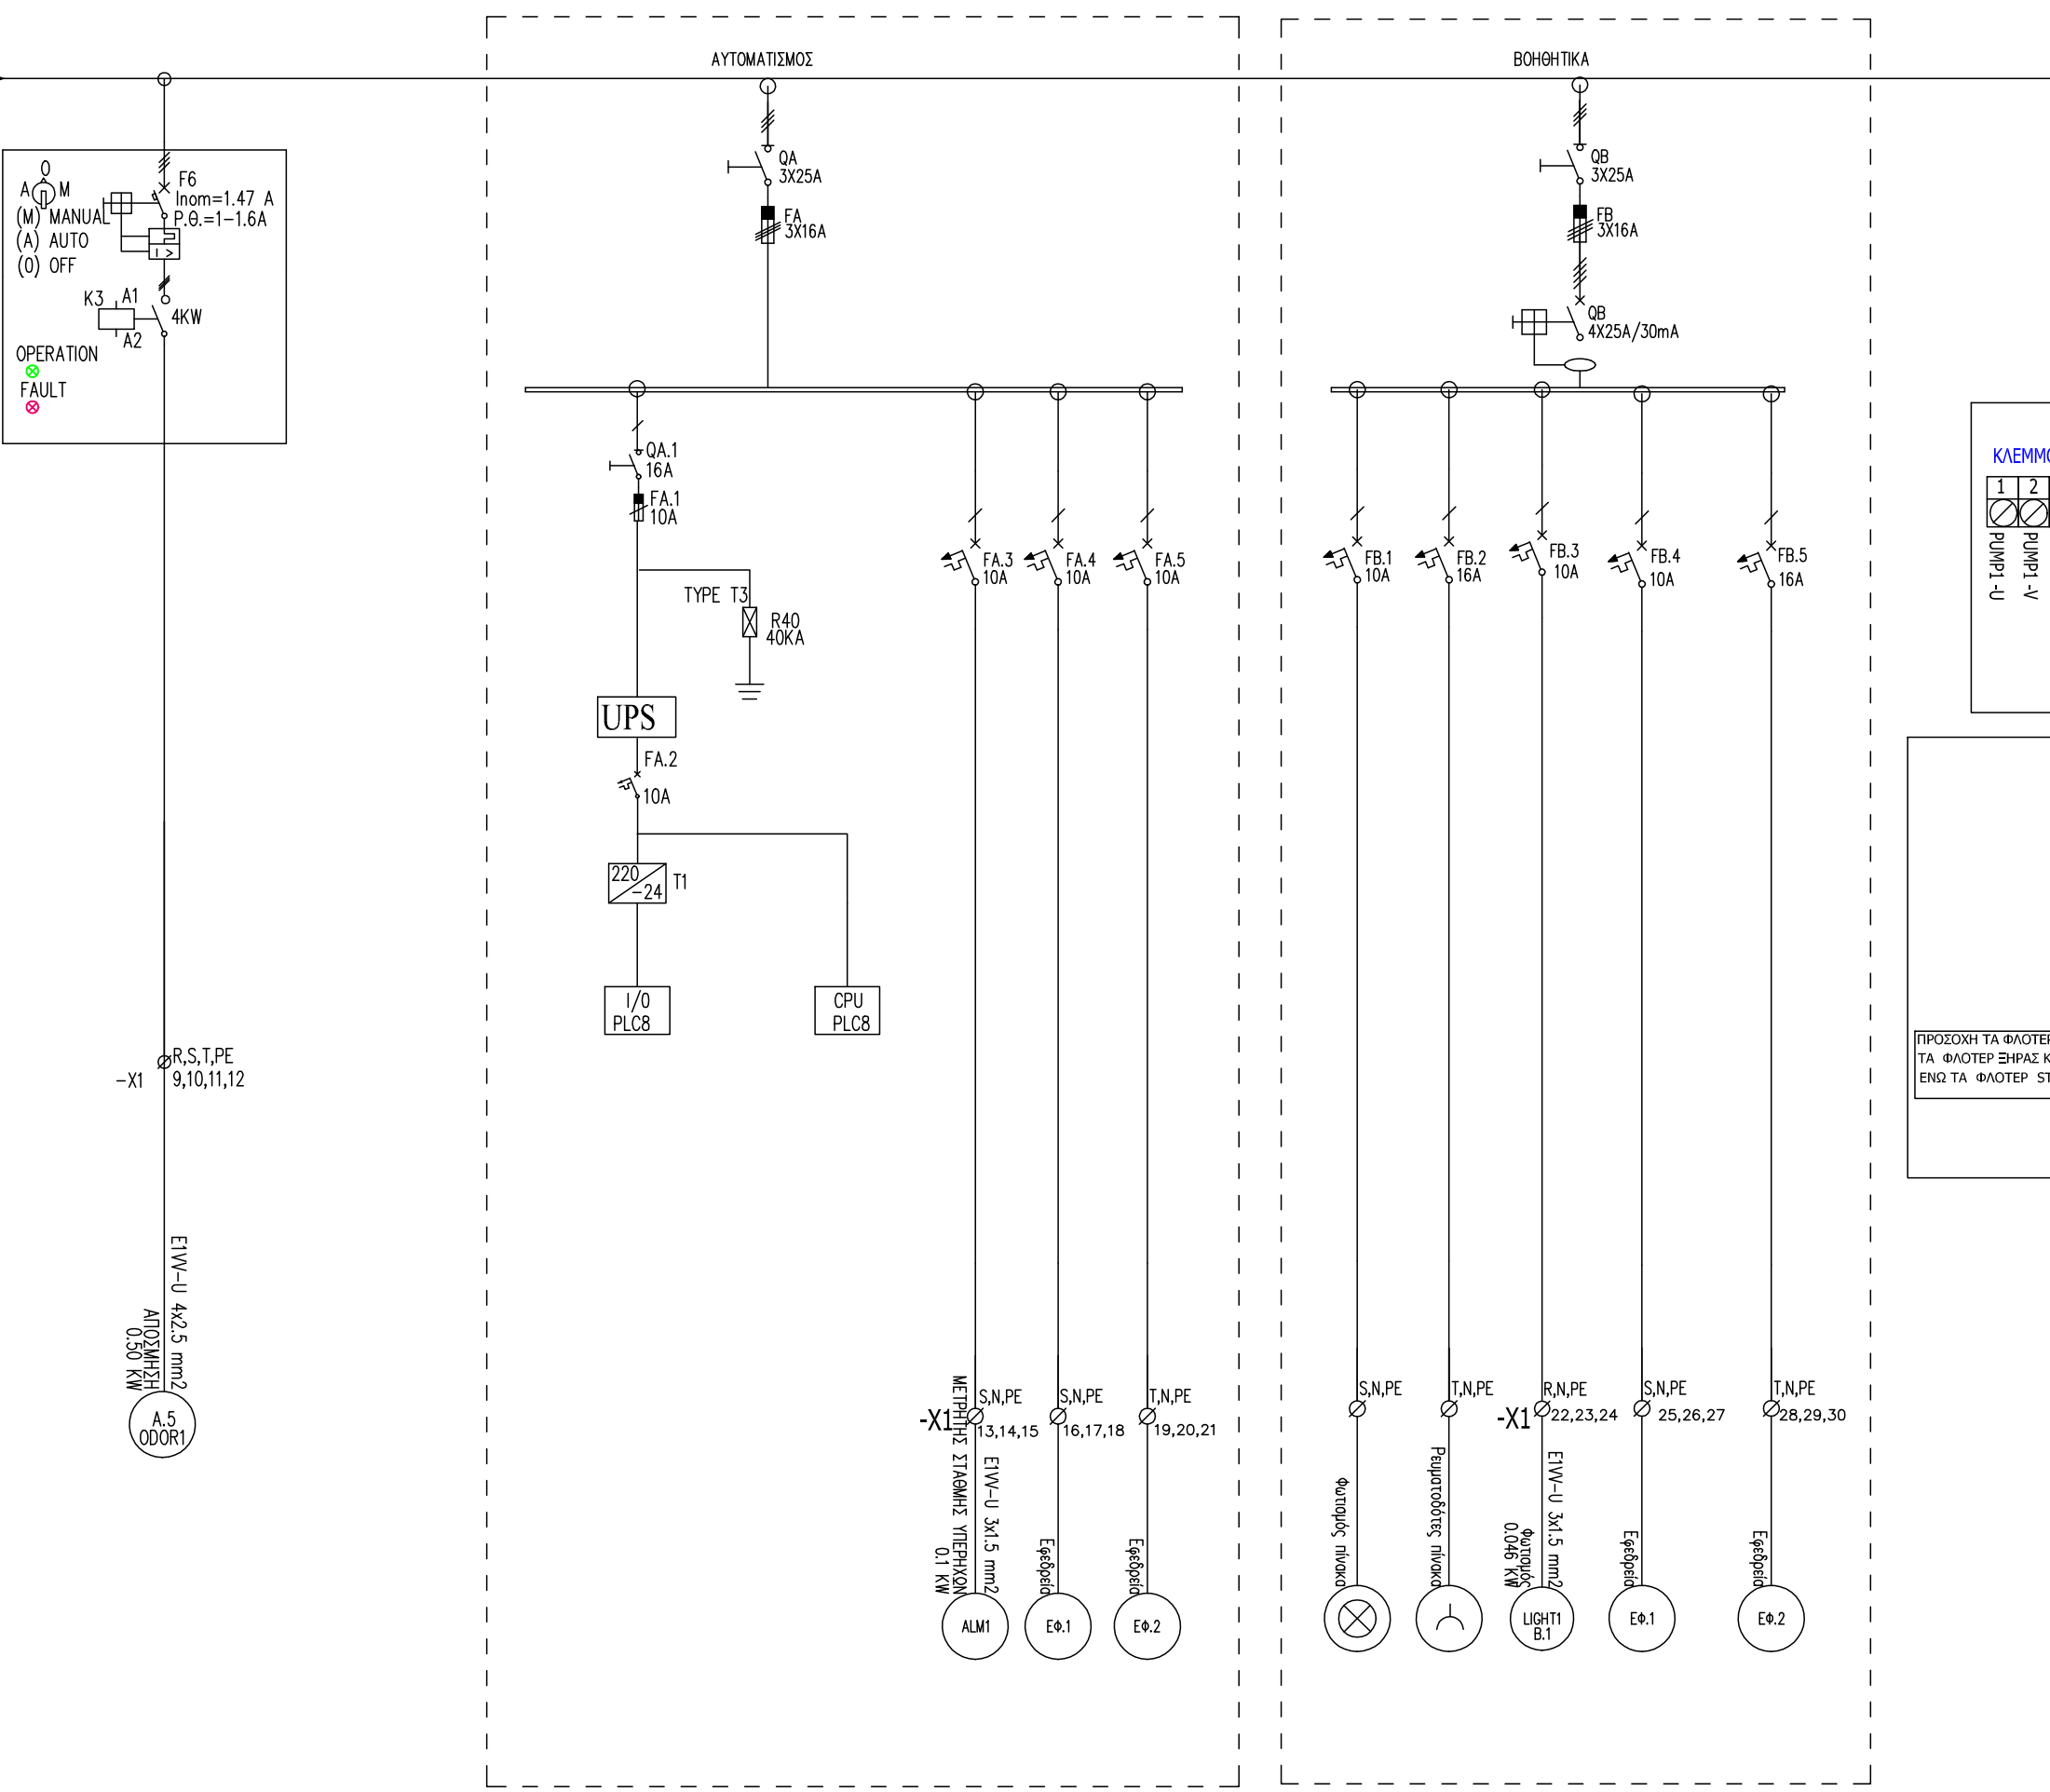 ΑΥΤΟΜΑΤΙΣΜΟΣ
ΒΟΗΘΗΤΙΚΑ
0
A M
(M) MANUAL
(A) AUTO
(0) OFF
F6
Inom=1.47 A
P.Θ.=1-1.6A
K3 A1
A2
4KW
OPERATION
FAULT
-X1
R,S,T,PE
9,10,11,12
E1VV-U 4x2.5 mm2
ΑΠΟΣΜΗΣΗ
0.50 KW
A.5
ODOR1
QA
3X25A
FA
3X16A
QA.1
16A
FA.1
10A
TYPE T3
R40
40KA
UPS
FA.2
10A
220
-24
T1
I/0
PLC8
CPU
PLC8
FA.3
10A
FA.4
10A
FA.5
10A
-X1
S,N,PE
13,14,15
S,N,PE
16,17,18
T,N,PE
19,20,21
E1VV-U 3x1.5 mm2
ΜΕΤΡΗΤΗΣ ΣΤΑΘΜΗΣ ΥΠΕΡΗΧΩΝ
0.1 KW
Εφεδρεία
Εφεδρεία
ALM1
ΕΦ.1
ΕΦ.2
QB
3X25A
FB
3X16A
QB
4X25A/30mA
FB.1
10A
FB.2
16A
FB.3
10A
FB.4
10A
FB.5
16A
S,N,PE
T,N,PE
-X1
R,N,PE
22,23,24
S,N,PE
25,26,27
T,N,PE
28,29,30
Φωτισμός πίνακα
Ρευματοδότες πίνακα
E1VV-U 3x1.5 mm2
Φωτισμός
0.046 KW
Εφεδρεία
Εφεδρεία
LIGHT1
B.1
ΕΦ.1
ΕΦ.2
ΚΛΕΜΜΟ
1 2
PUMP1-U
PUMP1-V
ΠΡΟΣΟΧΗ ΤΑ ΦΛΟΤΕΡ
ΤΑ ΦΛΟΤΕΡ ΞΗΡΑΣ Κ
ΕΝΩ ΤΑ ΦΛΟΤΕΡ ST